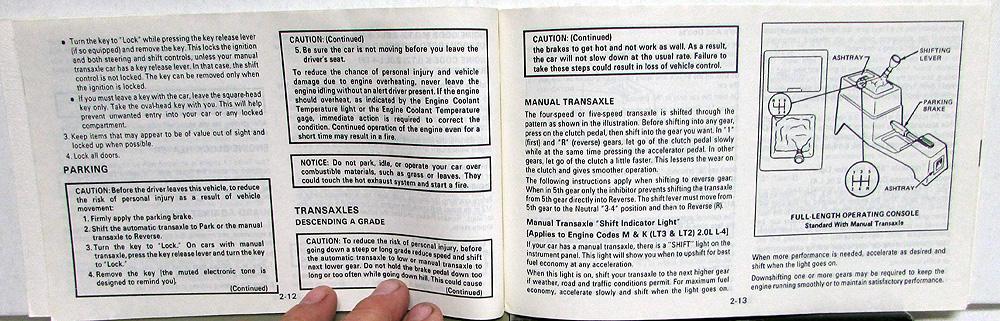 • Turn the key to "Lock" while pressing the key release lever
(if so equipped) and remove the key. This locks the ignition
and both steering and shift controls, unless your manual
transaxle car has a key release lever. In that case, the shift
control is not locked. The key can be removed only when
the ignition is locked.
• If you must leave a key with the car, leave the square-head
key only. Take the oval-head key with you. This will help
prevent unwanted entry into your car or any locked
compartment.
3. Keep items that may appear to be of value out of sight and
locked up when possible.
4. Lock all doors.
PARKING
CAUTION: Before the driver leaves this vehicle, to reduce
the risk of personal injury as a result of vehicle
movement:
1. Firmly apply the parking brake.
2. Shift the automatic transaxle to Park or the manual
transaxle to Reverse.
3. Turn the key to "Lock." On cars with manual
transaxle, press the key release lever and turn the key
to "Lock."
4. Remove the key (the muted electronic tone is
designed to remind you).
(Continued)
2-12
CAUTION: (Continued)
5. Be sure the car is not moving before you leave the
driver's seat.
To reduce the chance of personal injury and vehicle
damage due to engine overheating, never leave the
engine idling without an alert driver present. If the engine
should overheat, as indicated by the Engine Coolant
Temperature light or the Engine Coolant Temperature
gage, immediate action is required to correct the
condition. Continued operation of the engine even for a
short time may result in a fire.
NOTICE: Do not park, idle, or operate your car over
combustible materials, such as grass or leaves. They
could touch the hot exhaust system and start a fire.
TRANSAXLES
DESCENDING A GRADE
CAUTION: To reduce the risk of personal injury, before
going down a steep or long grade reduce speed and shift
the automatic transaxle to low or manual transaxle to
next lower gear. Do not hold the brake pedal down too
long or too often while going down hill. This could cause
(Continued)
CAUTION: (Continued)
the brakes to get hot and not work as well. As a result,
the car will not slow down at the usual rate. Failure to
take these steps could result in loss of vehicle control.
MANUAL TRANSAXLE
The four-speed or five-speed transaxle is shifted through the
pattern as shown in the illustration. Before shifting into any gear,
press on the clutch pedal, then shift into the gear you want. In "1"
(first) and "R" (reverse) gears, let go of the clutch pedal slowly
while at the same time pressing the accelerator pedal. In other
gears, let go of the clutch a little faster. This lessens the wear on
the clutch and gives smoother operation.
The following instructions apply when shifting to reverse gear:
When in 5th gear only the inhibitor prevents shifting the transaxle
from 5th gear directly into Reverse. The shift lever must move from
5th gear to the Neutral "3-4" position and then to Reverse (R).
Manual Transaxle "Shift Indicator Light"
[Applies to Engine Codes M & K (LT3 & LT2) 2.0L L-4]
If your car has a manual transaxle, there is a "SHIFT" light on the
instrument panel. This light will show you when to upshift for best
fuel economy at any acceleration.
When this light is on, shift your transaxle to the next higher gear
if weather, road and traffic conditions permit. For maximum fuel
economy, accelerate slowly and shift when the light goes on.
2-13
ASHTRAY
SHIFTING
LEVER
PARKING
BRAKE
ASHTRAY
FULL-LENGTH OPERATING CONSOLE
Standard With Manual Transaxle
When more performance is needed, accelerate as desired and
shift when the light goes on.
Downshifting one or more gears may be required to keep the
engine running smoothly or to maintain satisfactory performance.